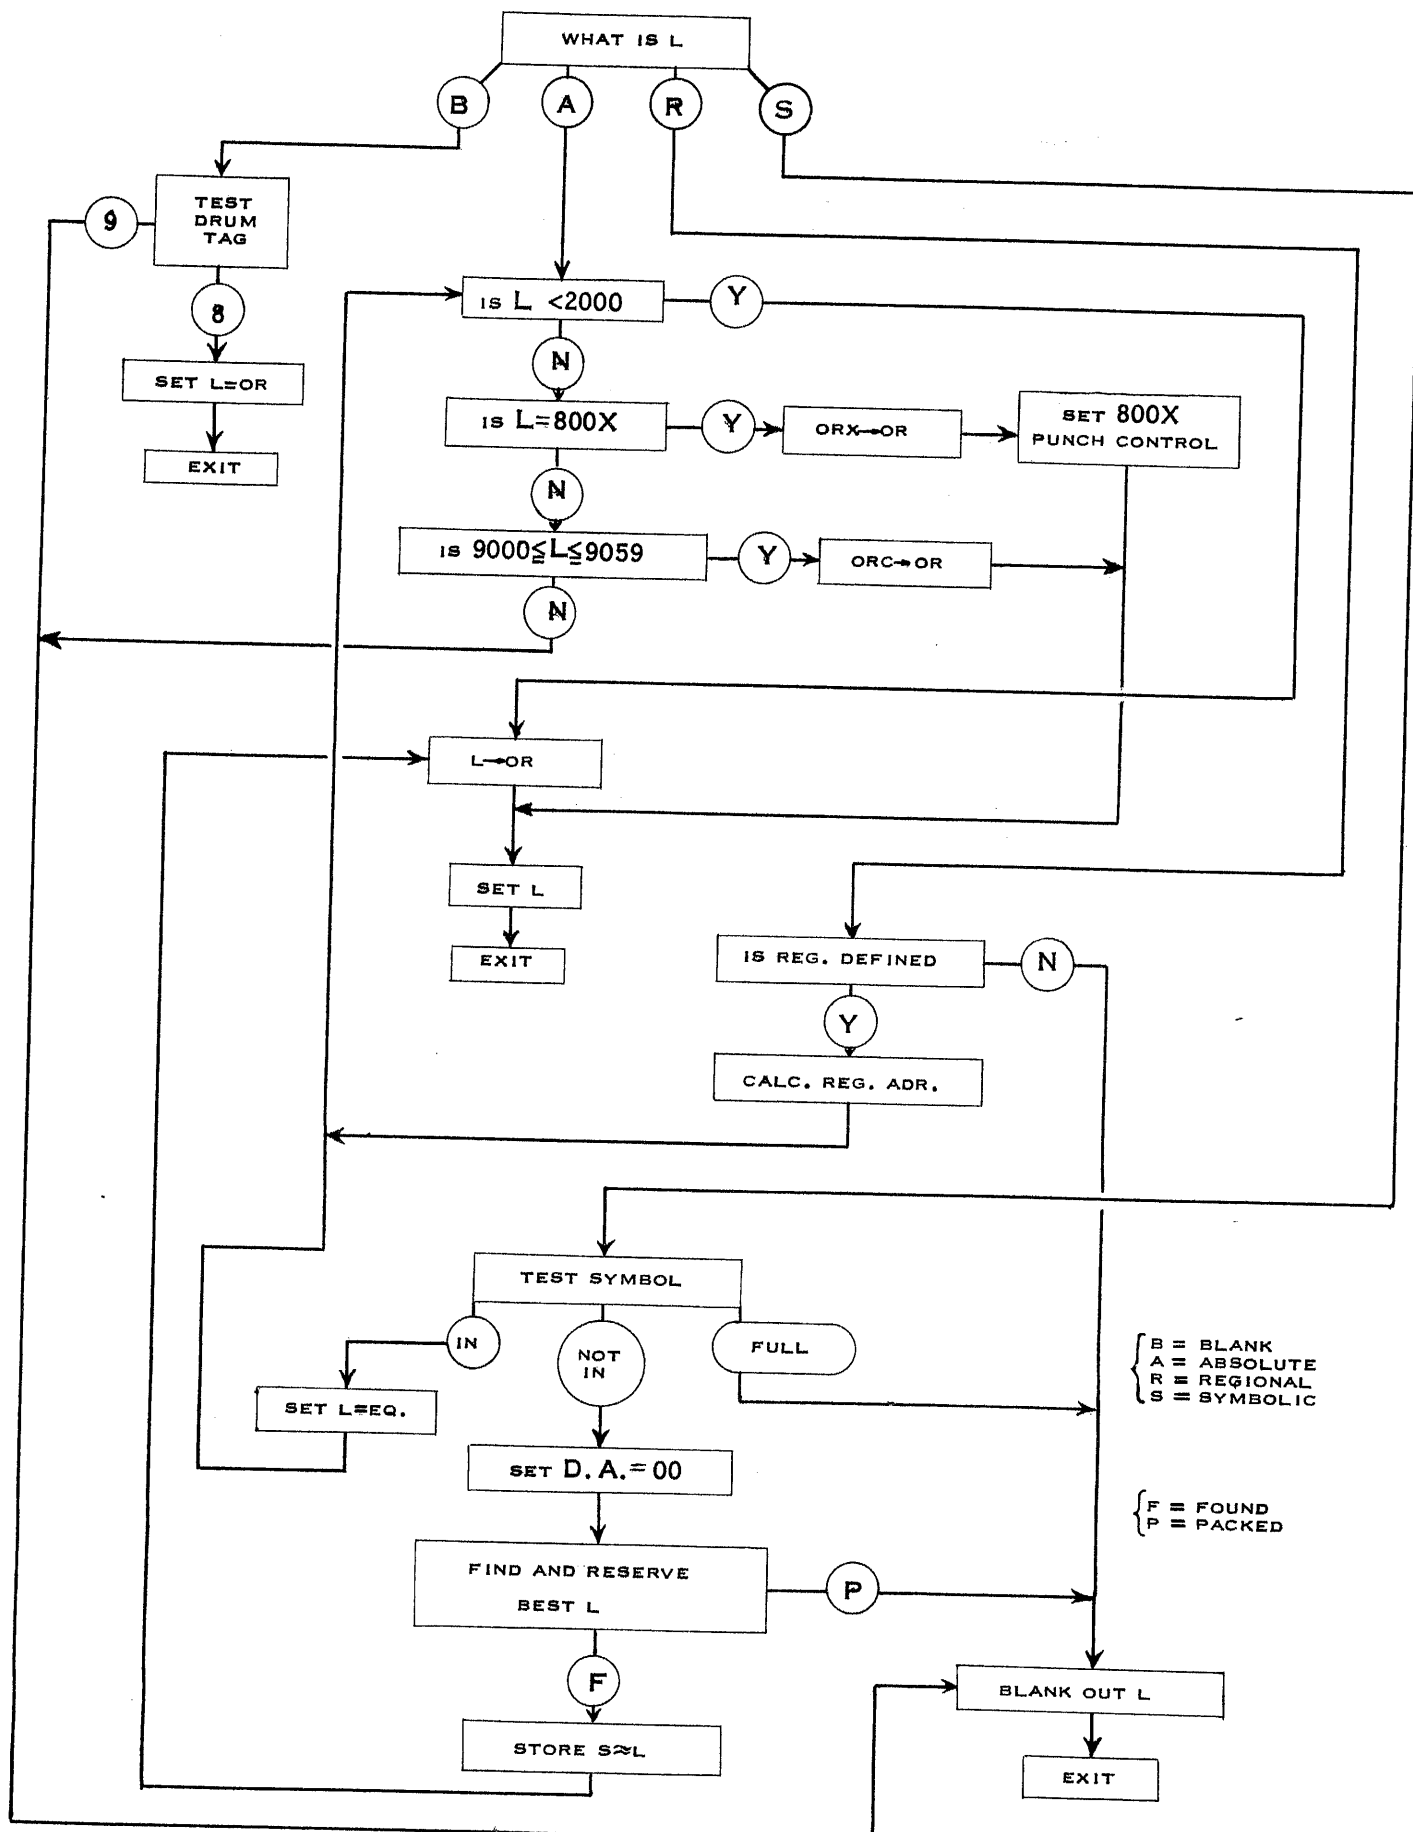 WHAT IS L
B
A
R
S
TEST
DRUM
TAG
9
8
SET L=OR
EXIT
IS L <2000
Y
N
IS L=800X
Y
ORX→OR
SET 800X
PUNCH CONTROL
N
IS 9000≦L≦9059
Y
ORC→OR
N
L→OR
SET L
EXIT
IS REG. DEFINED
N
Y
CALC. REG. ADR.
TEST SYMBOL
IN
NOT
IN
FULL
SET L=EQ.
B = BLANK
A = ABSOLUTE
R = REGIONAL
S = SYMBOLIC
SET D.A.=00
F = FOUND
P = PACKED
FIND AND RESERVE
BEST L
P
F
BLANK OUT L
STORE S≈L
EXIT